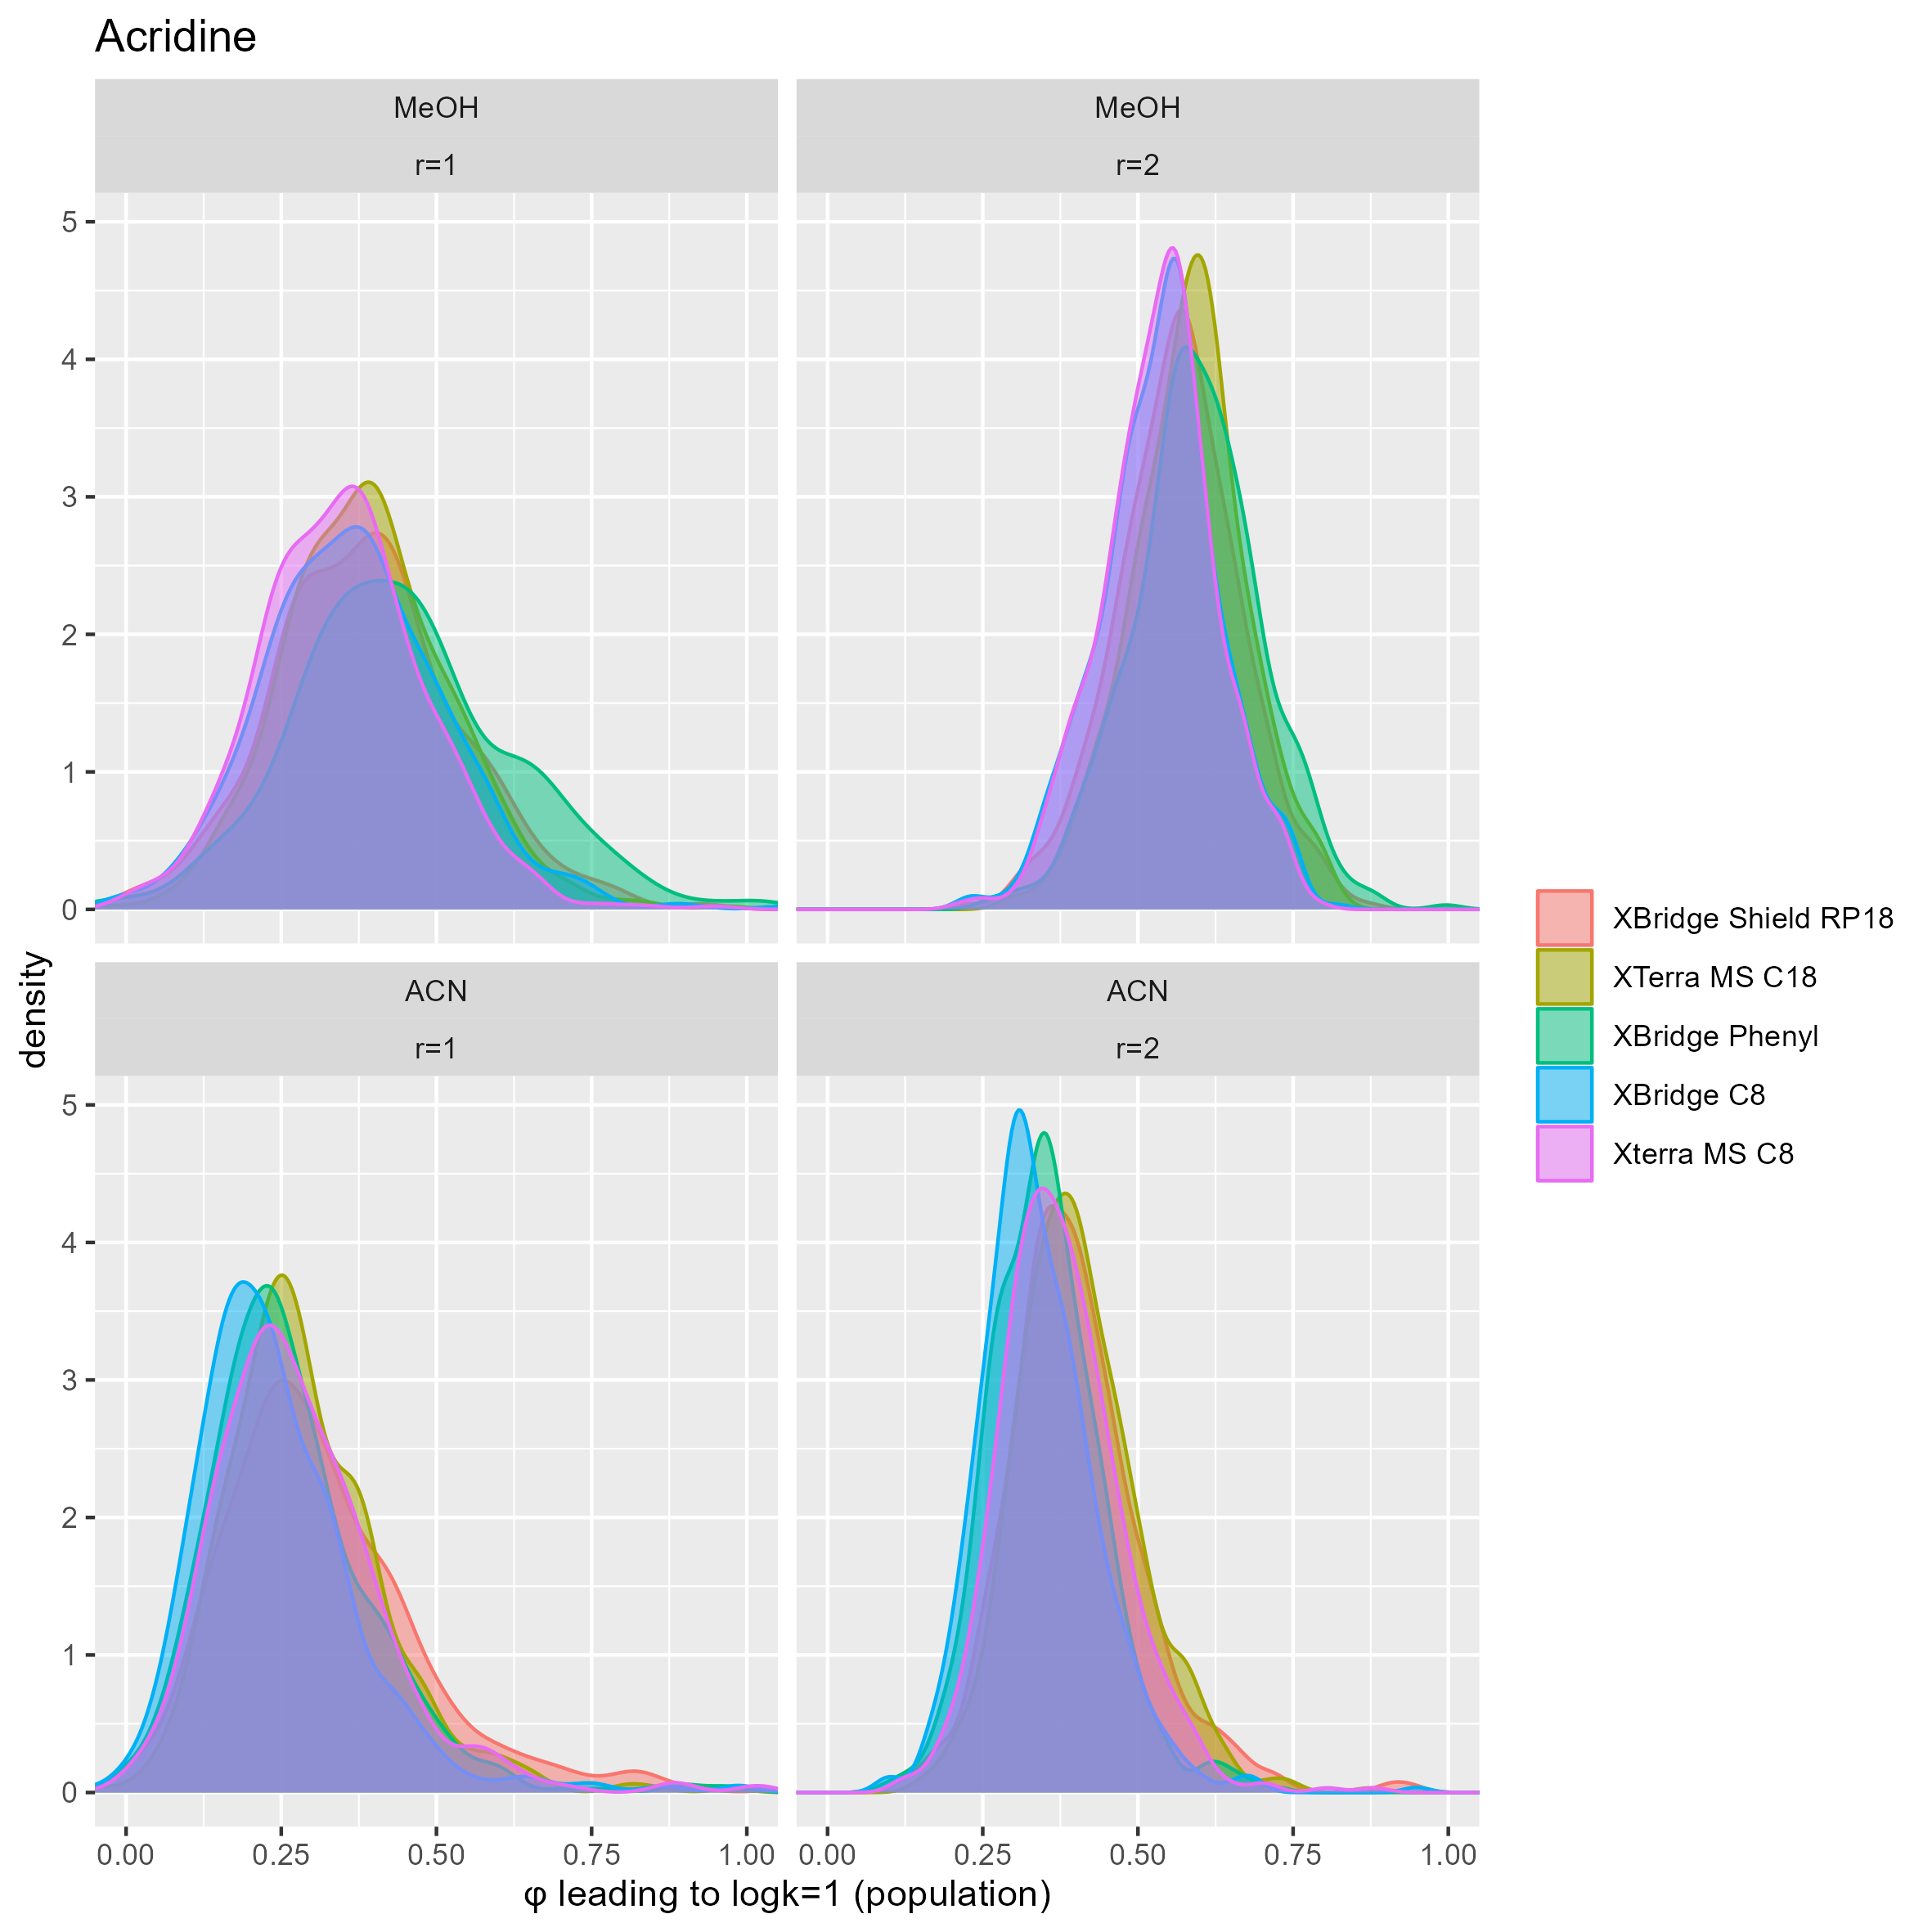 Acridine
MeOH
r=1
MeOH
r=2
5
4
3
2
1
0
ACN
r=1
ACN
r=2
5
4
3
2
1
0
0.00 0.25 0.50 0.75 1.00
0.00 0.25 0.50 0.75 1.00
φ leading to logk=1 (population)
density
XBridge Shield RP18
XTerra MS C18
XBridge Phenyl
XBridge C8
Xterra MS C8